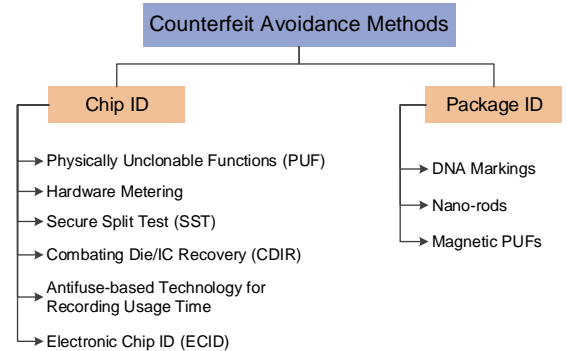 Counterfeit Avoidance Methods
Chip ID
Package ID
Physically Unclonable Functions (PUF)
Hardware Metering
Secure Split Test (SST)
Combating Die/IC Recovery (CDIR)
Antifuse-based Technology for
Recording Usage Time
Electronic Chip ID (ECID)
DNA Markings
Nano-rods
Magnetic PUFs